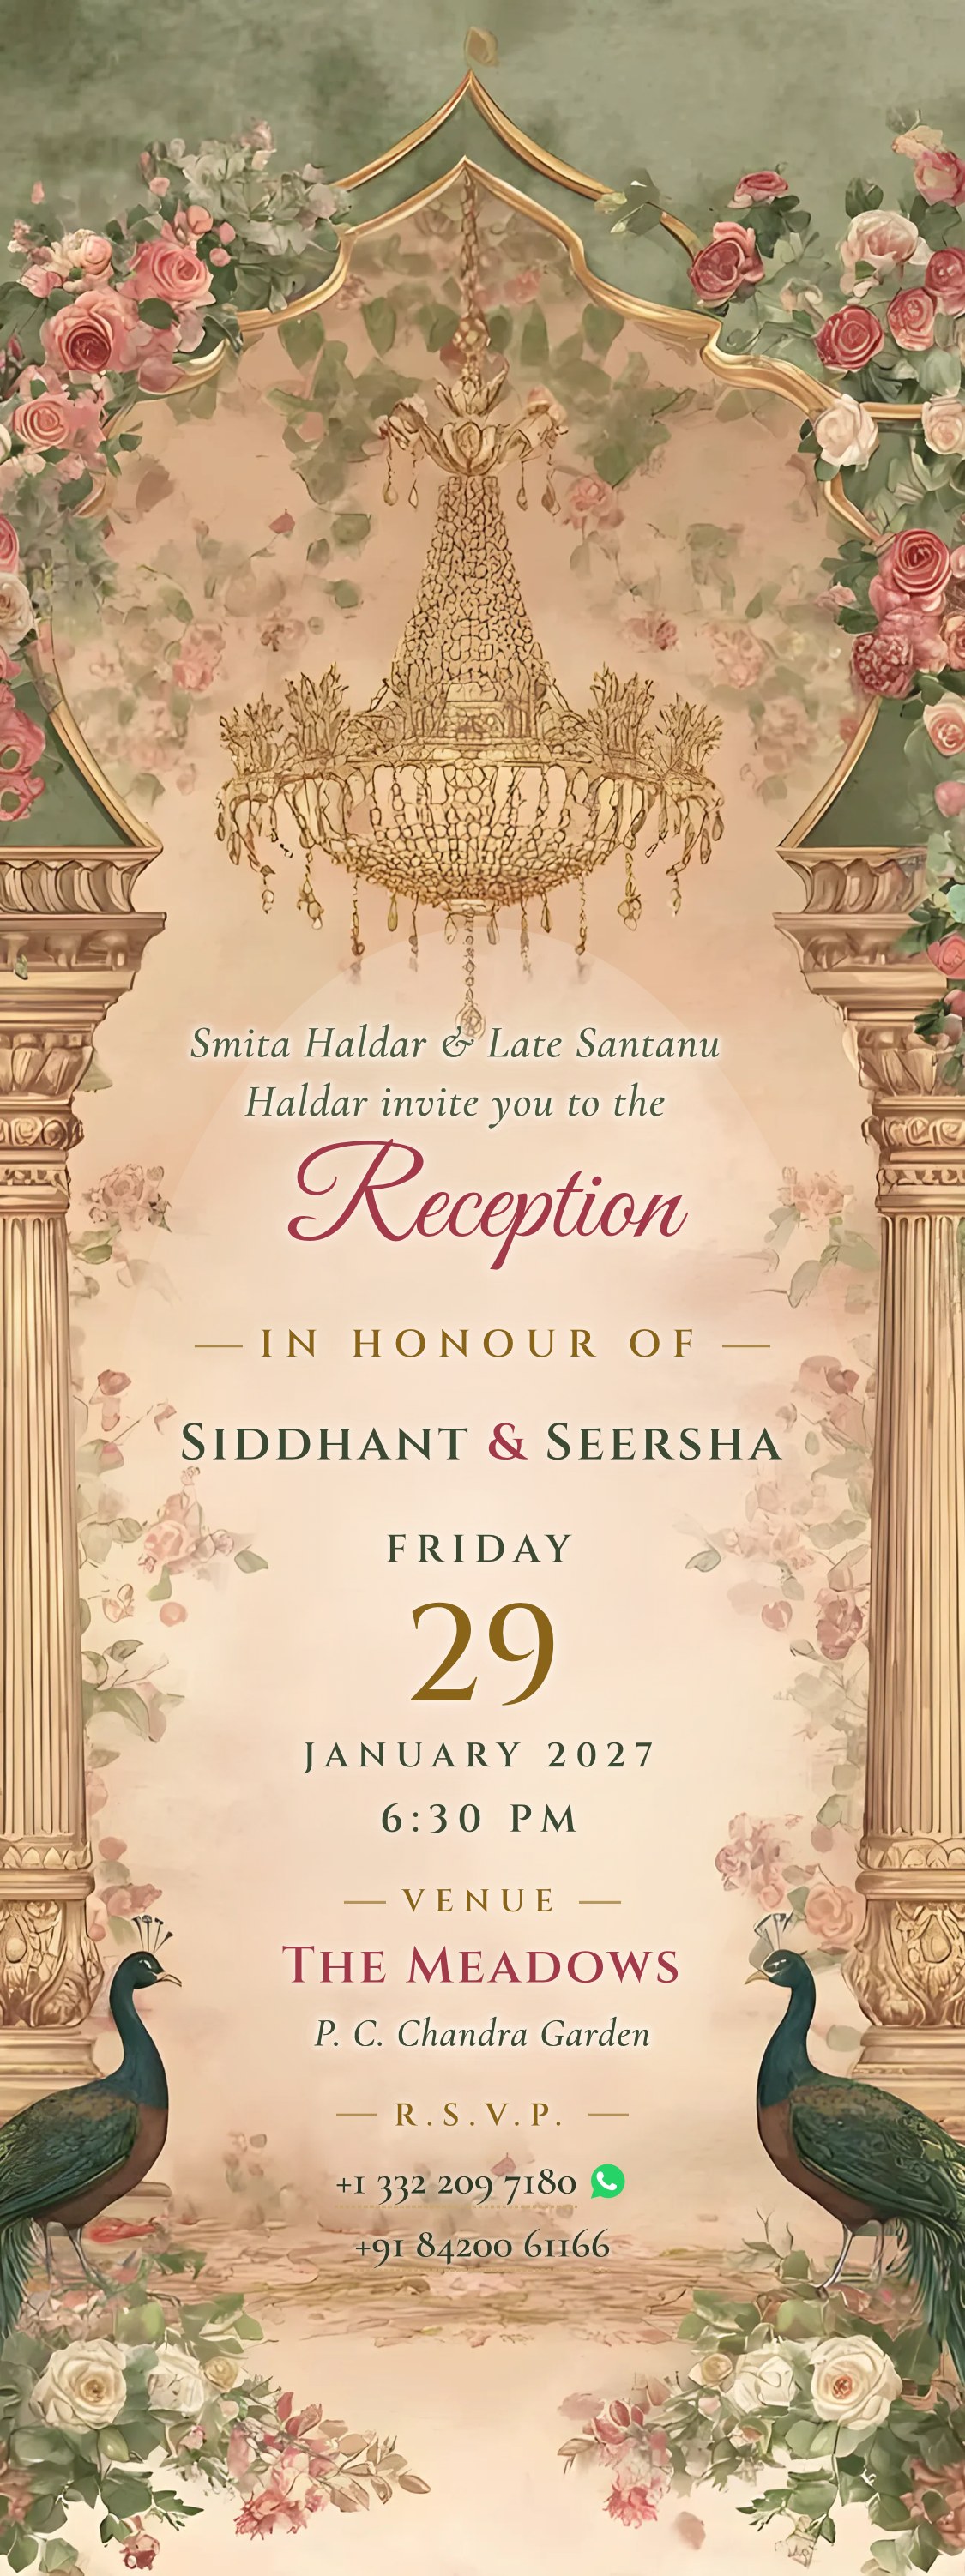 Smita Haldar & Late Santanu
Haldar invite you to the
Reception
IN HONOUR OF
SIDDHANT & SEERSHA
FRIDAY
29
JANUARY 2027
6:30 PM
VENUE
THE MEADOWS
P. C. Chandra Garden
R.S.V.P.
+1 332 209 7180
+91 84200 61166